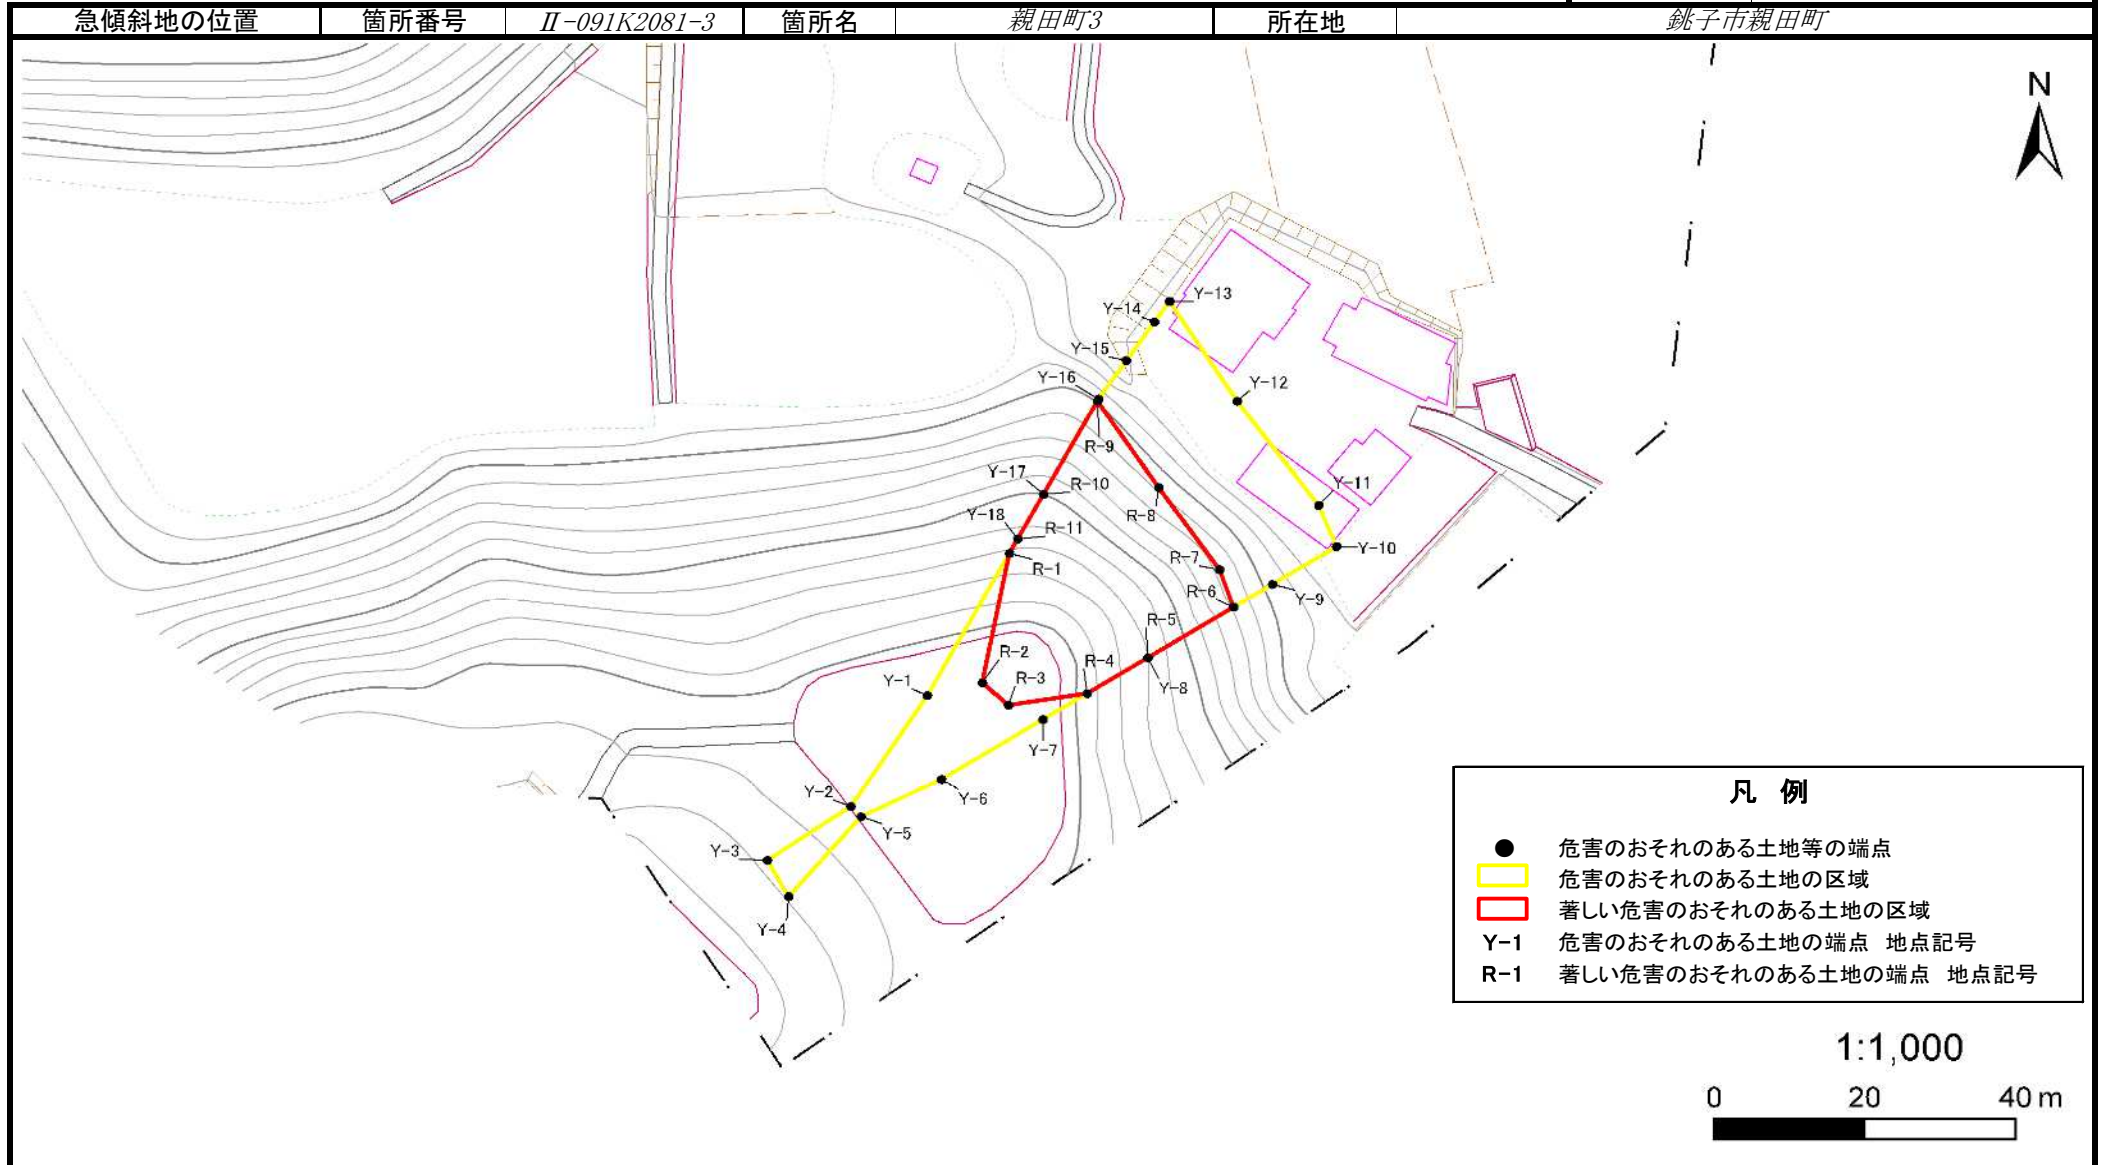 急傾斜地の位置 箇所番号 Ⅱ-091K2081-3 箇所名 親田町3 所在地 銚子市親田町
N
Y-13
Y-14
Y-15
Y-16
Y-12
R-9
Y-17
R-10
Y-11
R-8
Y-18
R-11
Y-10
R-7
R-1
R-6
Y-9
R-5
R-2
R-4
R-3
Y-1
Y-8
Y-7
Y-2
Y-6
Y-5
Y-3
Y-4
凡 例
危害のおそれのある土地等の端点
危害のおそれのある土地の区域
著しい危害のおそれのある土地の区域
Y-1 危害のおそれのある土地の端点 地点記号
R-1 著しい危害のおそれのある土地の端点 地点記号
1:1,000
0 20 40 m